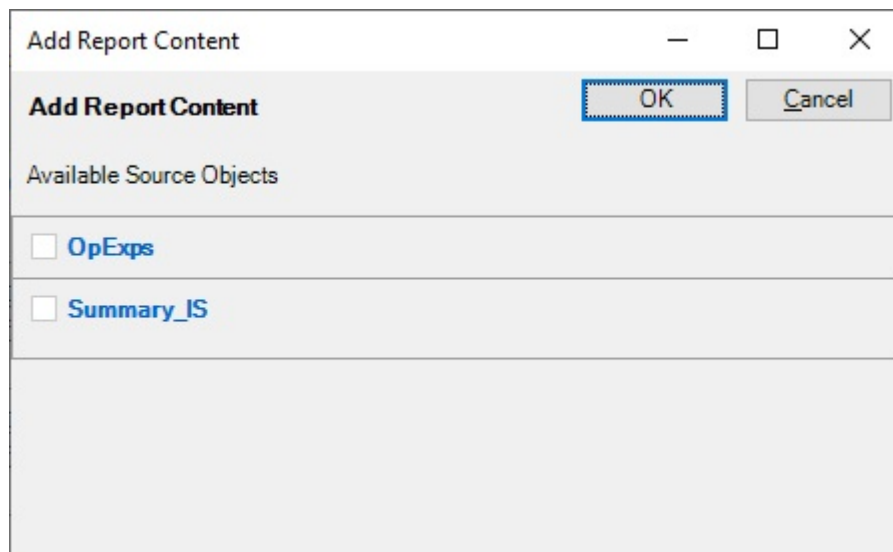 Add Report Content
Add Report Content
OK
Cancel
Available Source Objects
OpExps
Summary_IS